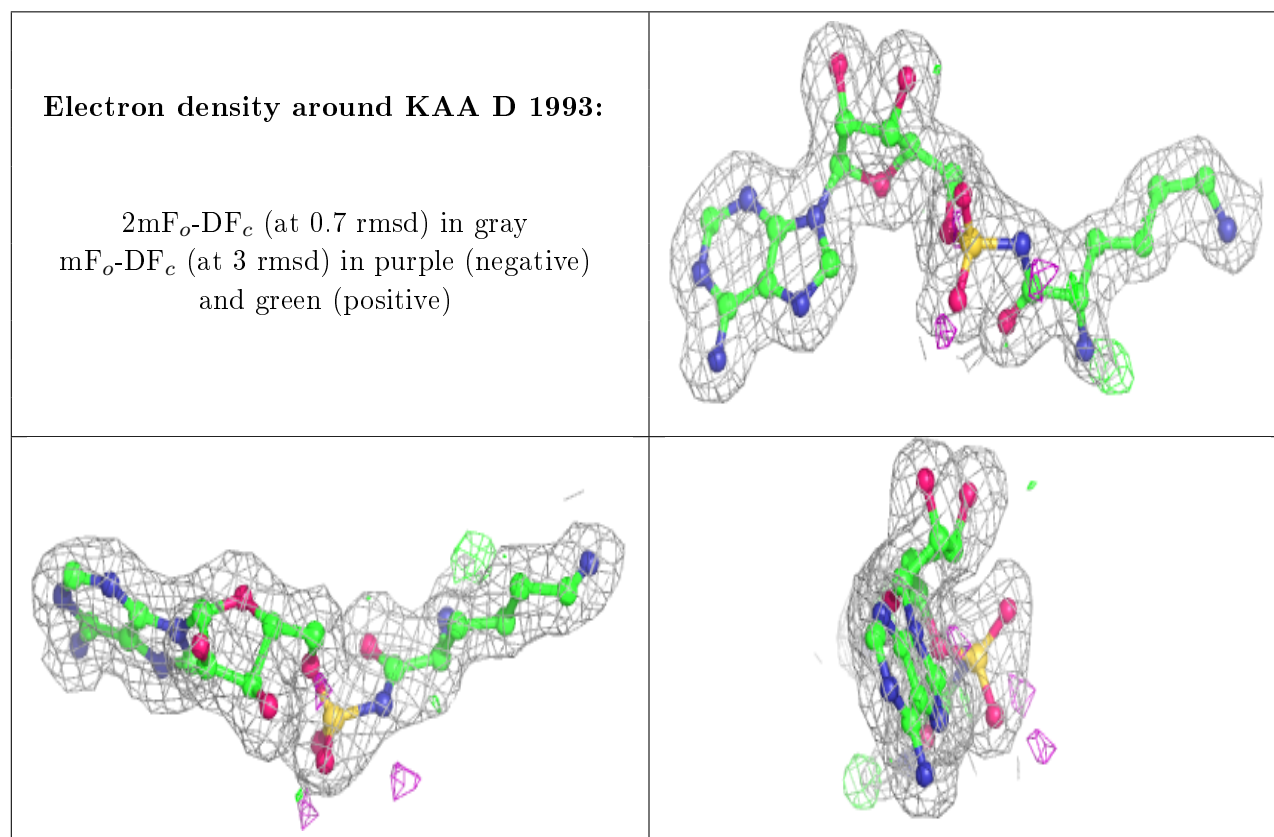 Electron density around KAA D 1993:
2mFₒ-DF𝒸 (at 0.7 rmsd) in gray
mFₒ-DF𝒸 (at 3 rmsd) in purple (negative)
and green (positive)